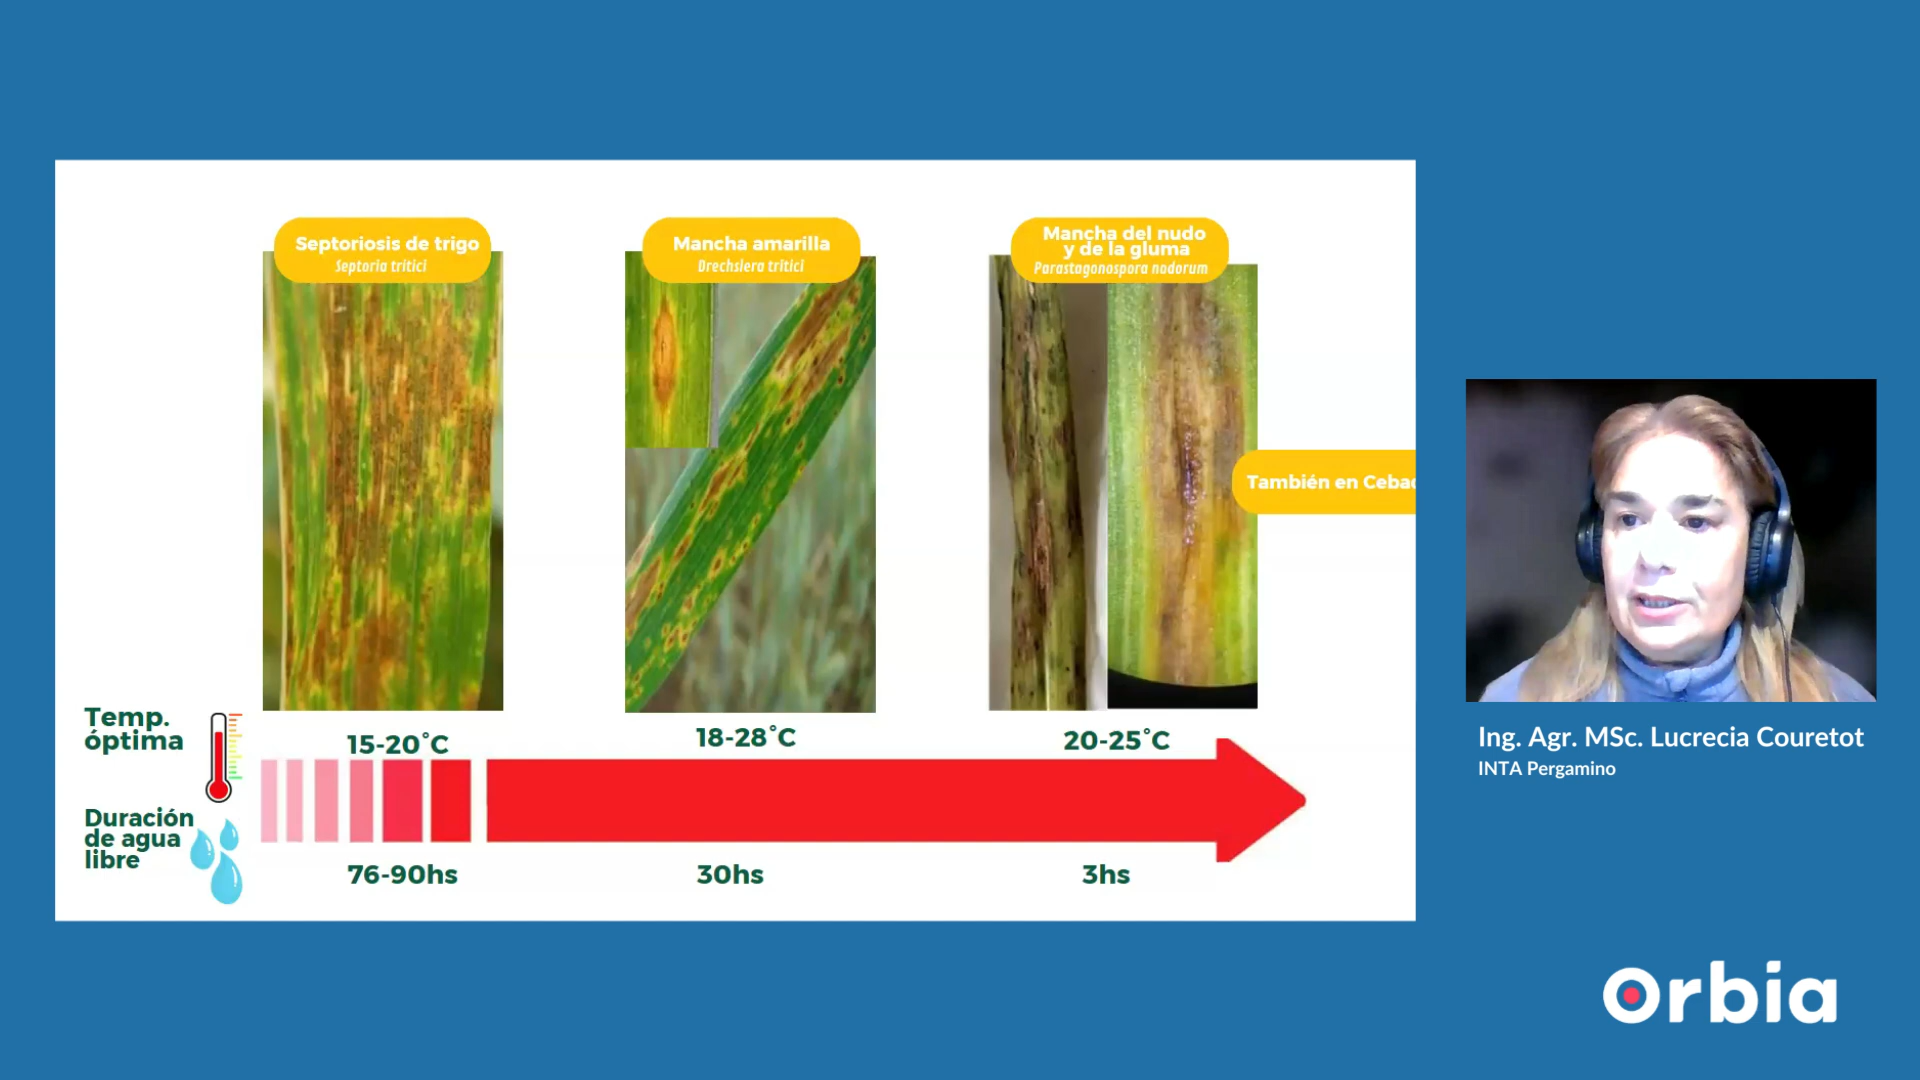 Septoriosis de trigo
Septoria tritici
Mancha amarilla
Drechslera tritici
Mancha del nudo
y de la gluma
Parastagonospora nodorum
También en Cebad
Temp.
óptima
15-20°C
18-28°C
20-25°C
Duración
de agua
libre
76-90hs
30hs
3hs
Ing. Agr. MSc. Lucrecia Couretot
INTA Pergamino
Orbia